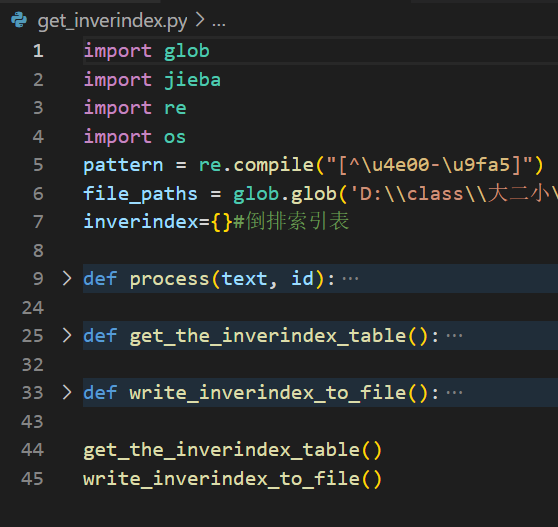 get_inverindex.py > ...
1 import glob
2 import jieba
3 import re
4 import os
5 pattern = re.compile("[^\u4e00-\u9fa5]")
6 file_paths = glob.glob('D:\\class\\大二小\
7 inverindex={}#倒排索引表
8
9 > def process(text, id):···
24
25 > def get_the_inverindex_table():···
32
33 > def write_inverindex_to_file():···
43
44 get_the_inverindex_table()
45 write_inverindex_to_file()